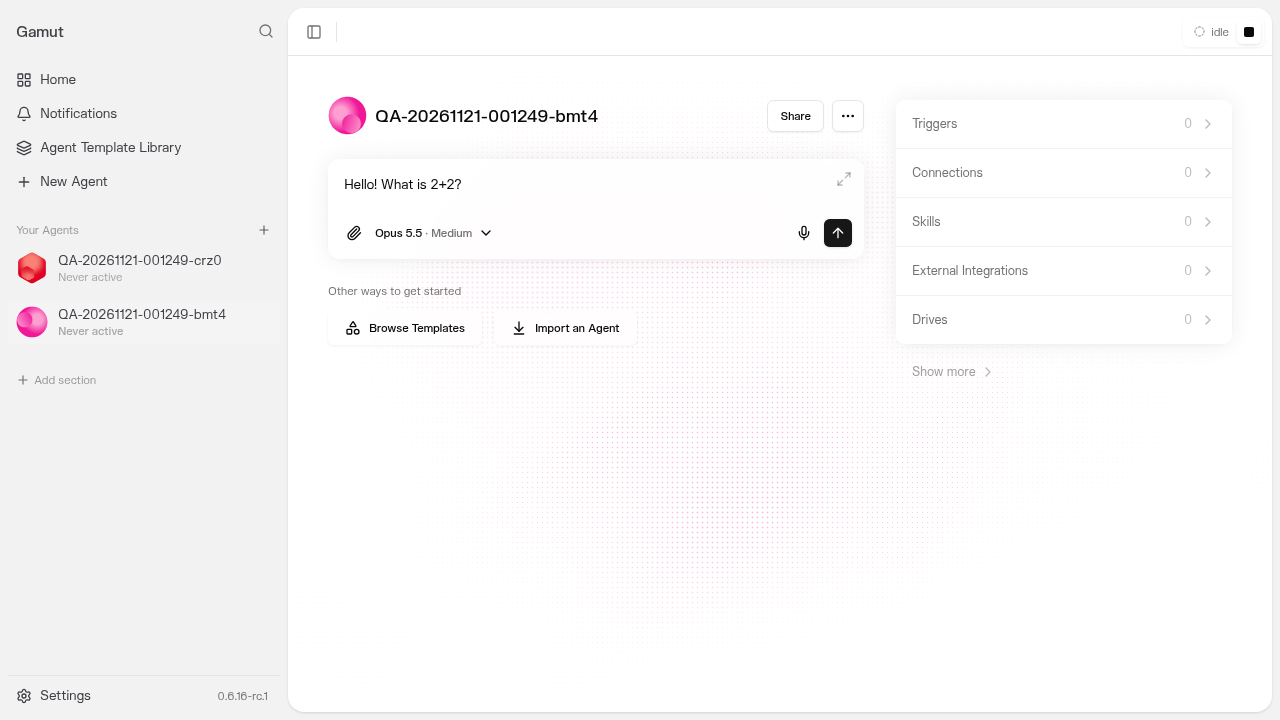 Gamut
Home
Notifications
Agent Template Library
New Agent
Your Agents
QA-20261121-001249-crz0
Never active
QA-20261121-001249-bmt4
Never active
Add section
Settings
0.6.16-rc.1
idle
QA-20261121-001249-bmt4
Share
Hello! What is 2+2?
Opus 5.5 · Medium
Other ways to get started
Browse Templates
Import an Agent
Triggers 0
Connections 0
Skills 0
External Integrations 0
Drives 0
Show more